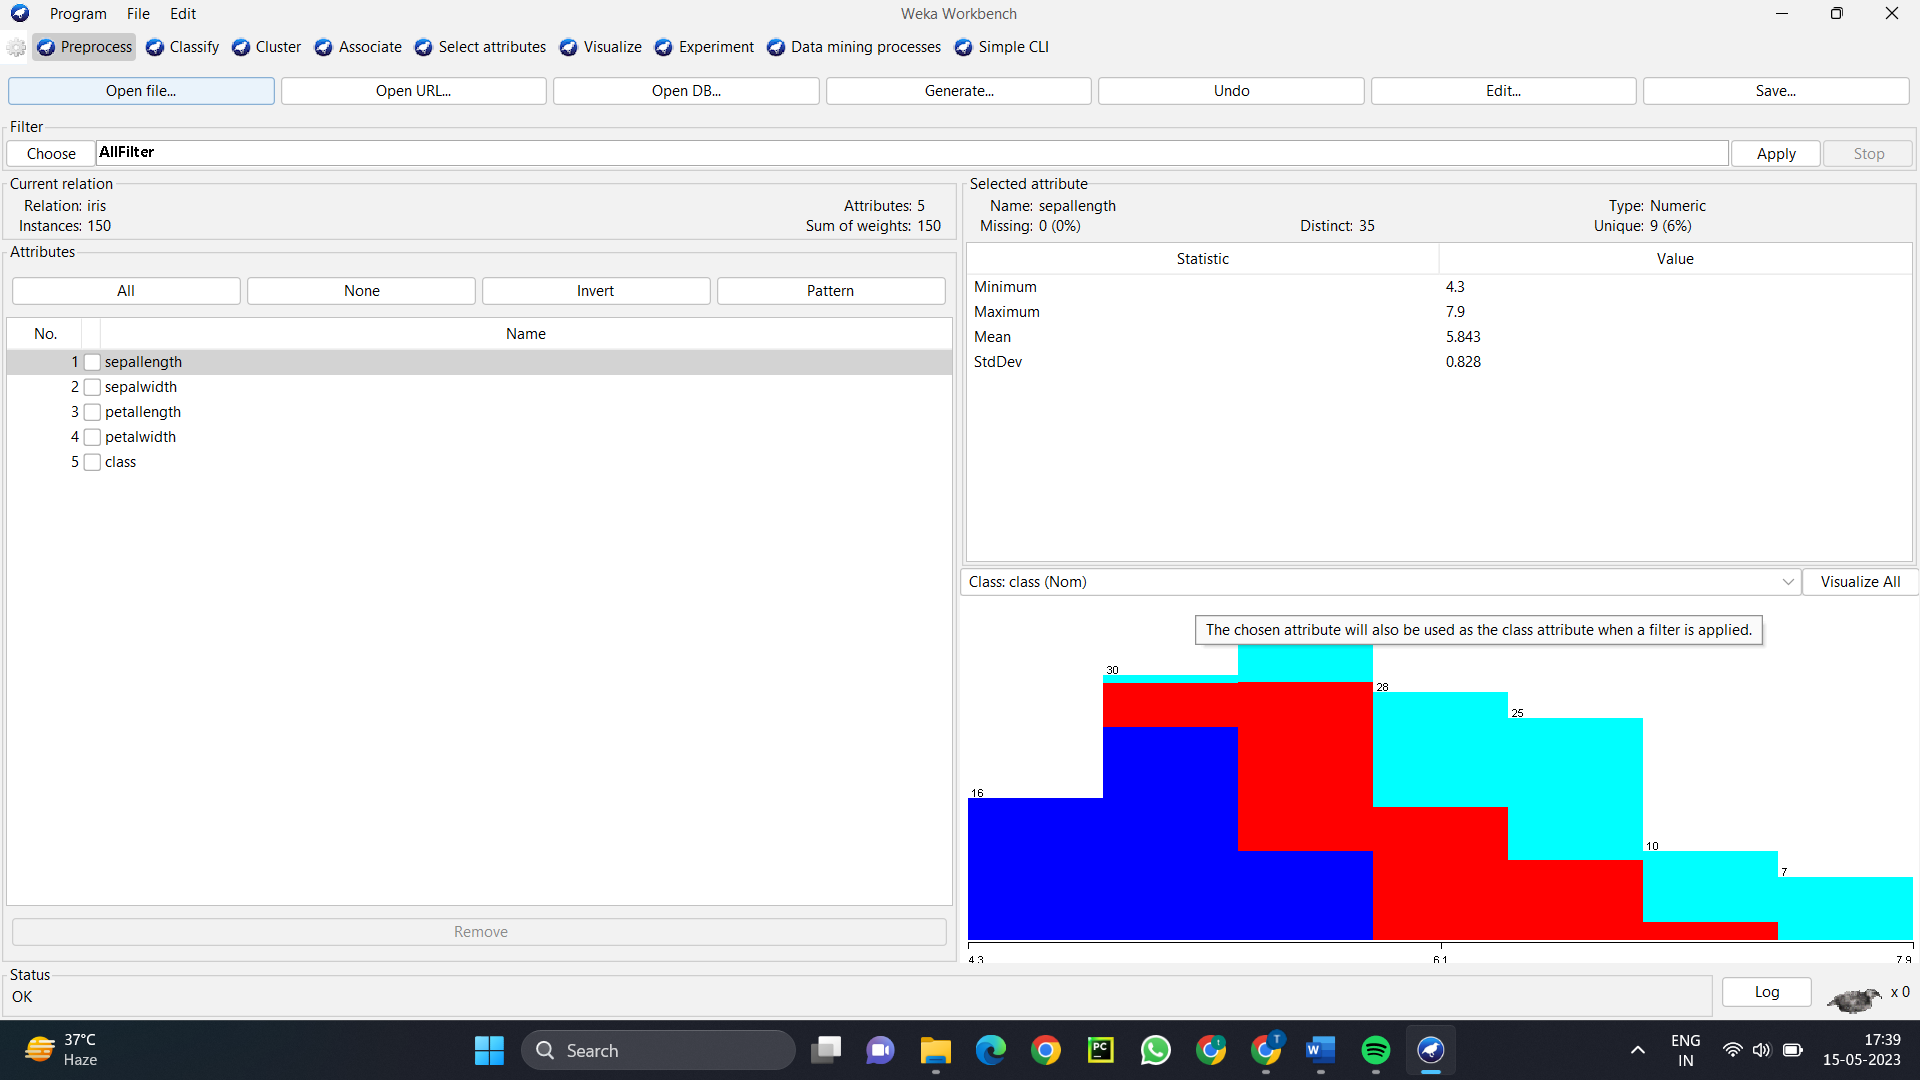 Program File Edit Weka Workbench
Preprocess Classify Cluster Associate Select attributes Visualize Experiment Data mining processes Simple CLI
Open file... Open URL... Open DB... Generate... Undo Edit... Save...
Filter
Choose AllFilter Apply Stop
Current relation
Relation: iris Attributes: 5
Instances: 150 Sum of weights: 150
Attributes
All None Invert Pattern
No. Name
1 sepallength
2 sepalwidth
3 petallength
4 petalwidth
5 class
Remove
Selected attribute
Name: sepallength Type: Numeric
Missing: 0 (0%) Distinct: 35 Unique: 9 (6%)
Statistic Value
Minimum 4.3
Maximum 7.9
Mean 5.843
StdDev 0.828
Class: class (Nom) Visualize All
The chosen attribute will also be used as the class attribute when a filter is applied.
30
28
25
16
10
7
4.3 6.1 7.9
Status
OK
Log x 0
37°C
Haze
Search
PC
t
T
W
ENG
IN
17:39
15-05-2023